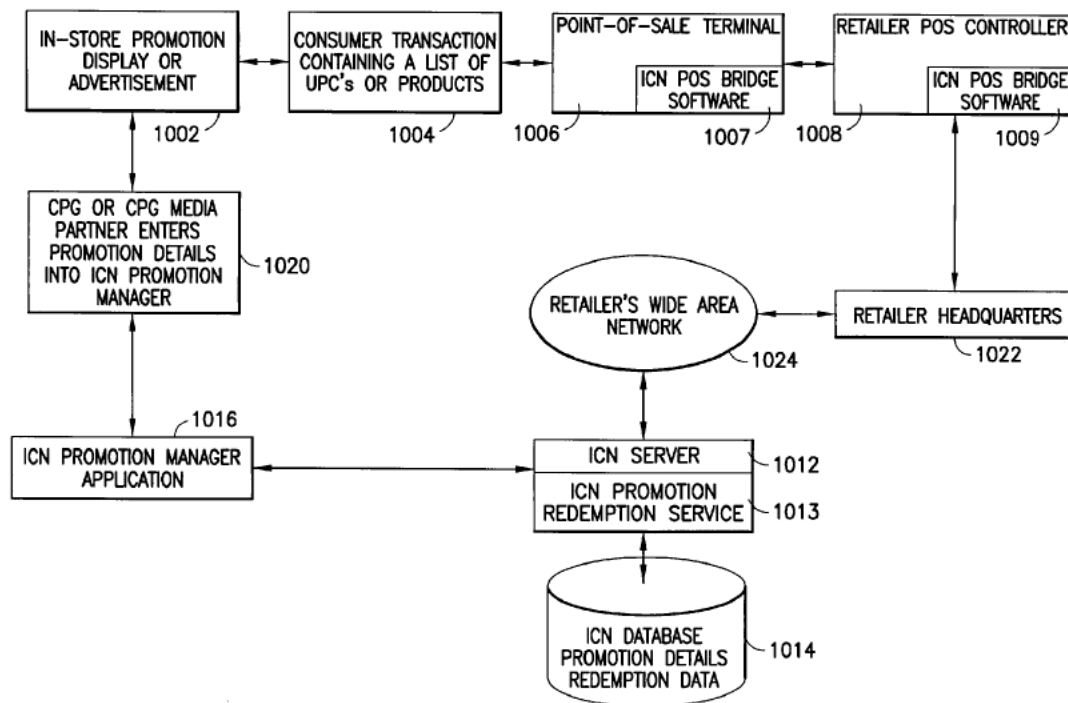 IN-STORE PROMOTION
DISPLAY OR
ADVERTISEMENT
1002
CONSUMER TRANSACTION
CONTAINING A LIST OF
UPC's OR PRODUCTS
1004
POINT-OF-SALE TERMINAL
ICN POS BRIDGE
SOFTWARE
1006
1007
RETAILER POS CONTROLLER
ICN POS BRIDGE
SOFTWARE
1008
1009
CPG OR CPG MEDIA
PARTNER ENTERS
PROMOTION DETAILS
INTO ICN PROMOTION
MANAGER
1020
RETAILER'S WIDE AREA
NETWORK
1024
RETAILER HEADQUARTERS
1022
1016
ICN PROMOTION MANAGER
APPLICATION
ICN SERVER
1012
ICN PROMOTION
REDEMPTION SERVICE
1013
ICN DATABASE
PROMOTION DETAILS
REDEMPTION DATA
1014